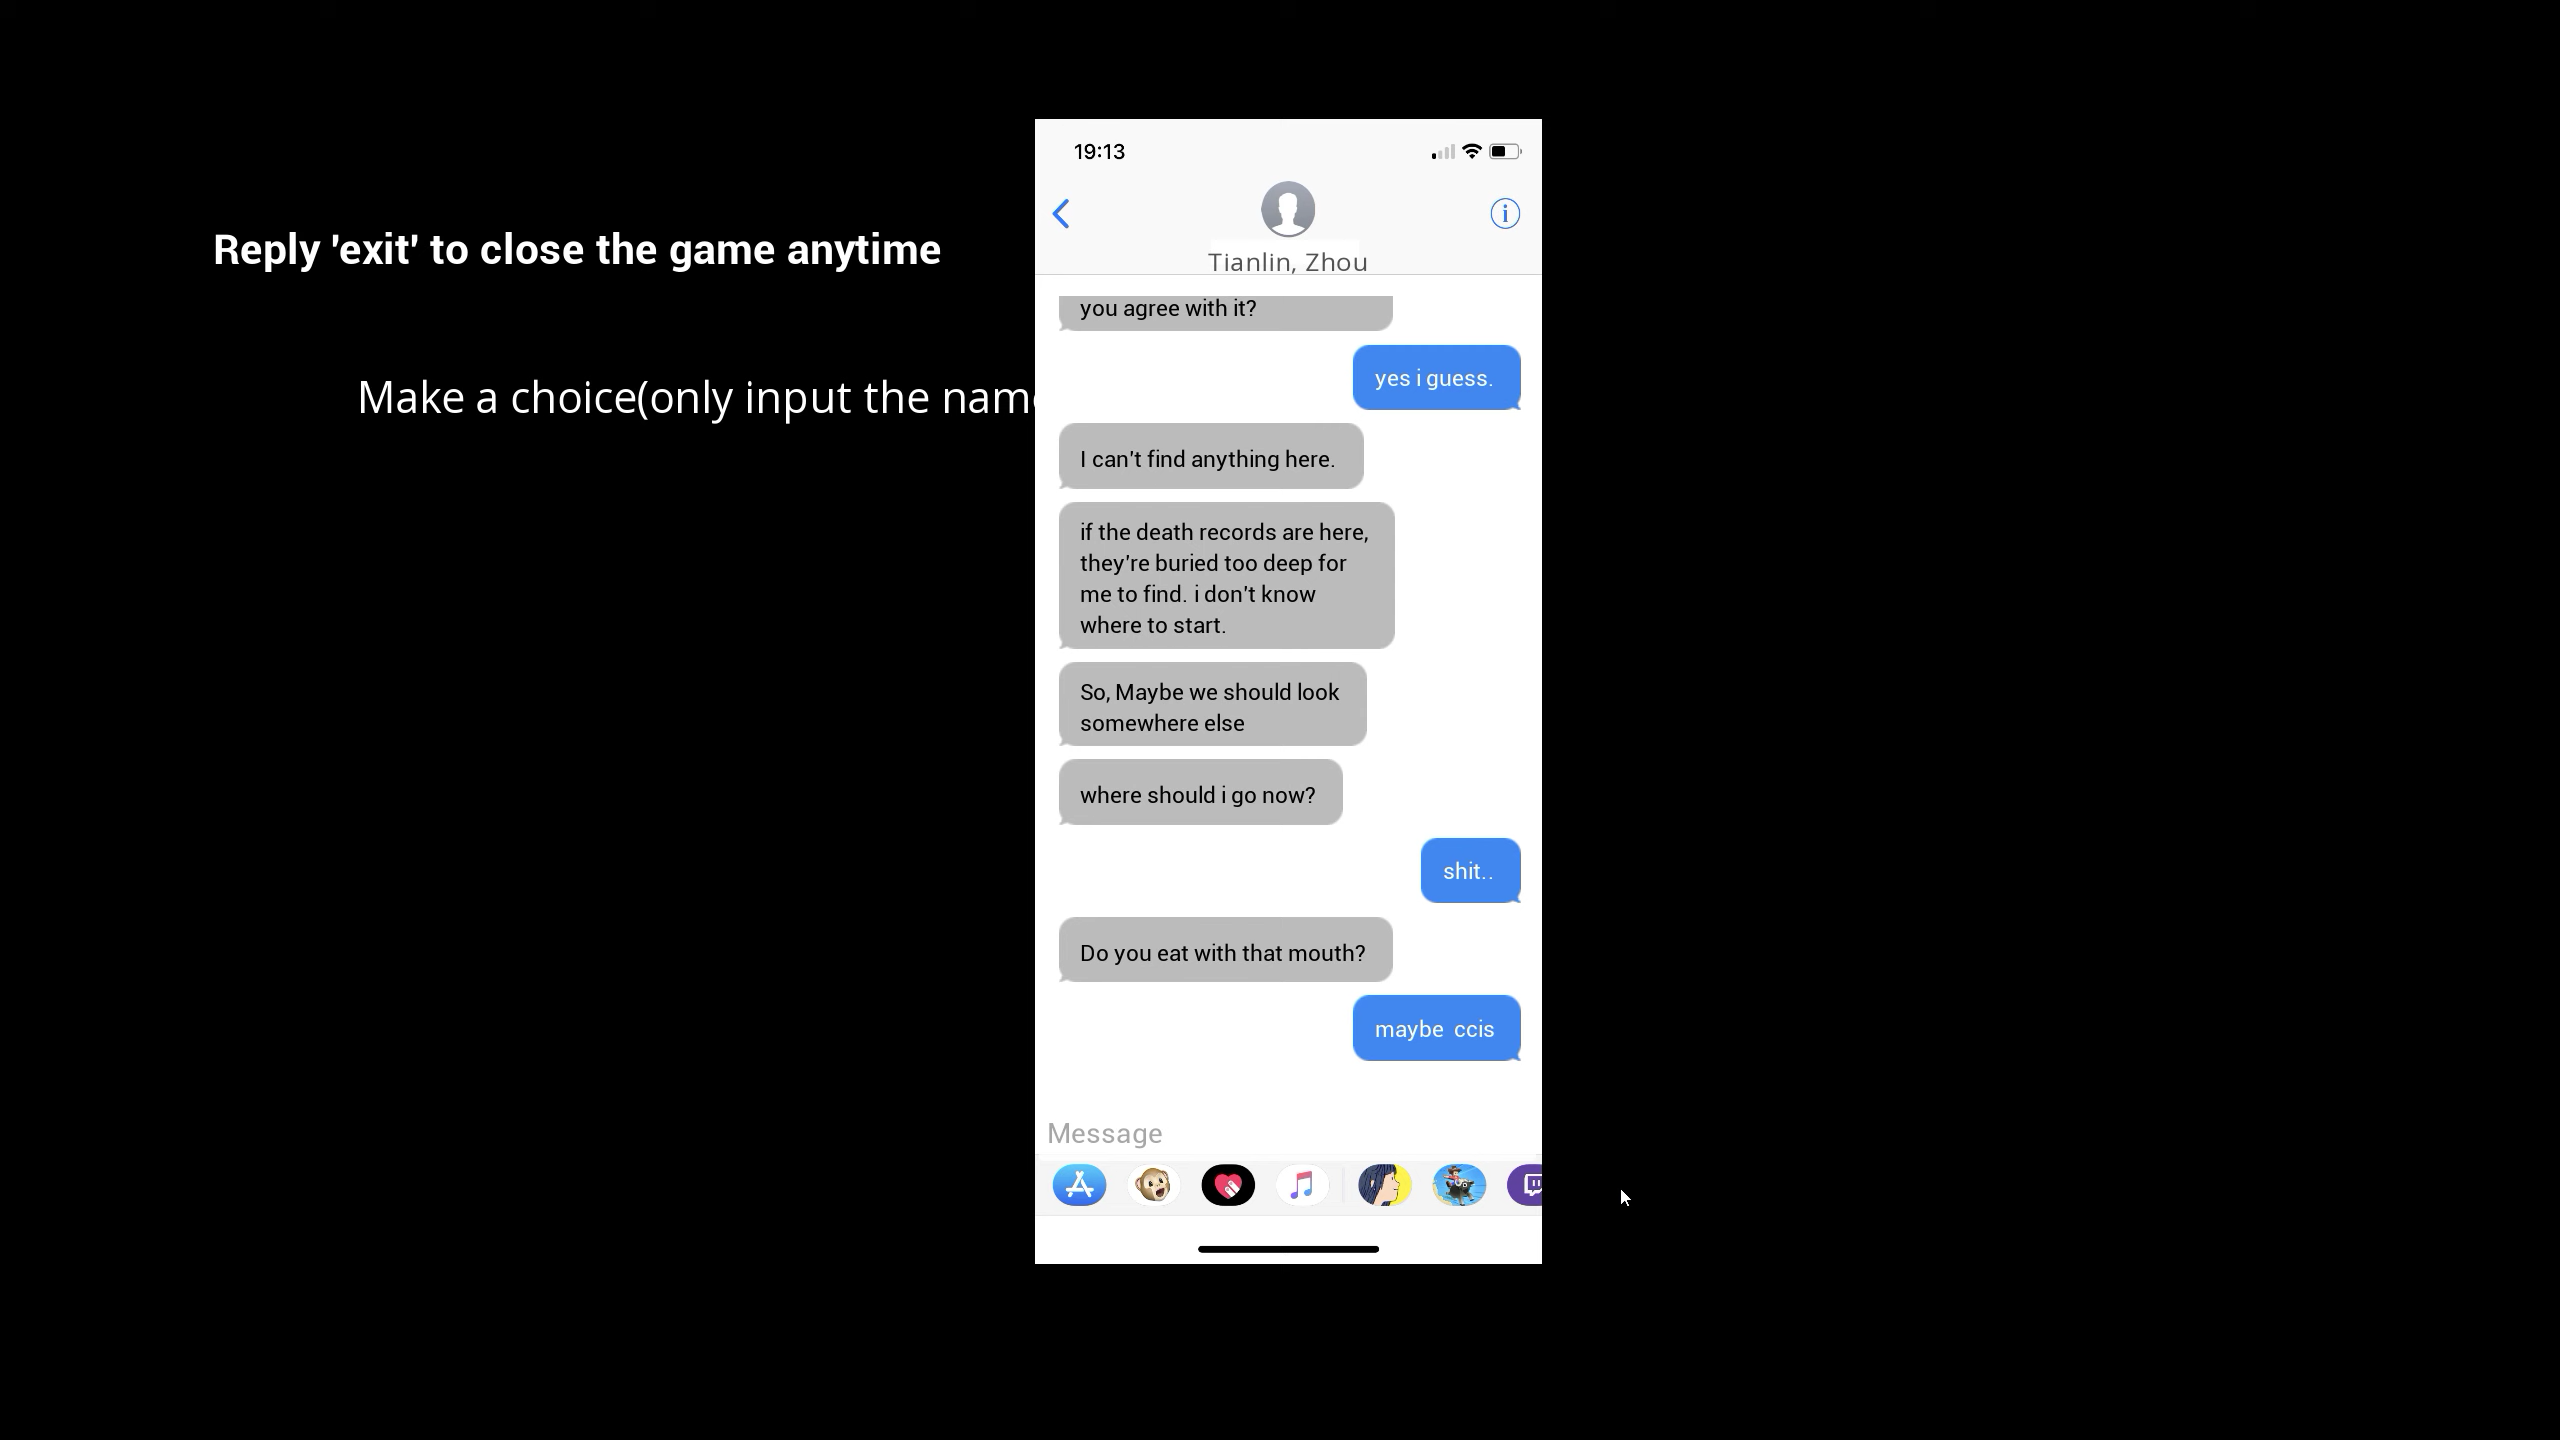 Reply 'exit' to close the game anytime
Make a choice(only input the nam
19:13
Tianlin, Zhou
you agree with it?
yes i guess.
I can't find anything here.
if the death records are here,
they're buried too deep for
me to find. i don't know
where to start.
So, Maybe we should look
somewhere else
where should i go now?
shit..
Do you eat with that mouth?
maybe  ccis
Message